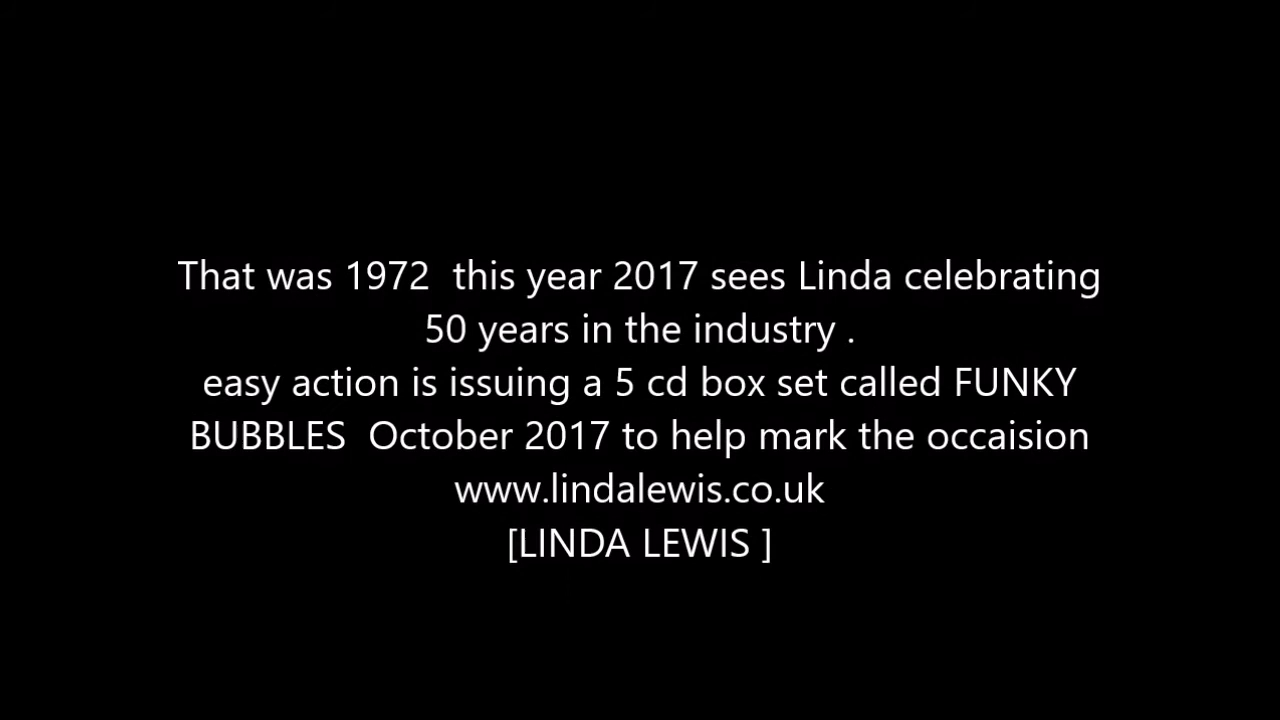 That was 1972  this year 2017 sees Linda celebrating
50 years in the industry .
easy action is issuing a 5 cd box set called FUNKY
BUBBLES  October 2017 to help mark the occaision
www.lindalewis.co.uk
[LINDA LEWIS ]